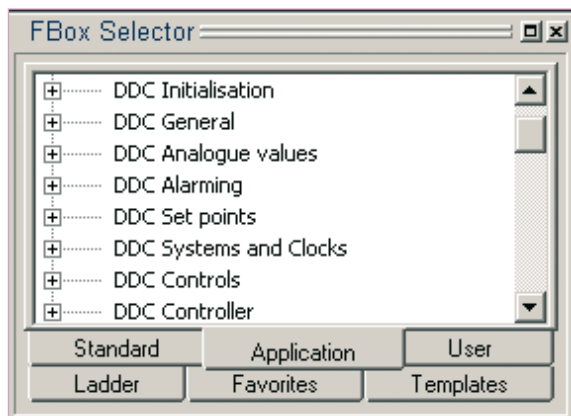 FBox Selector
DDC Initialisation
DDC General
DDC Analogue values
DDC Alarming
DDC Set points
DDC Systems and Clocks
DDC Controls
DDC Controller
Standard Application User
Ladder Favorites Templates